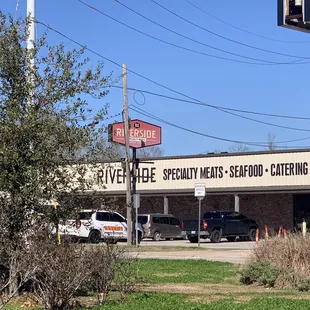 RIVERSIDE
RIVERSIDE SPECIALTY MEATS • SEAFOOD • CATERING